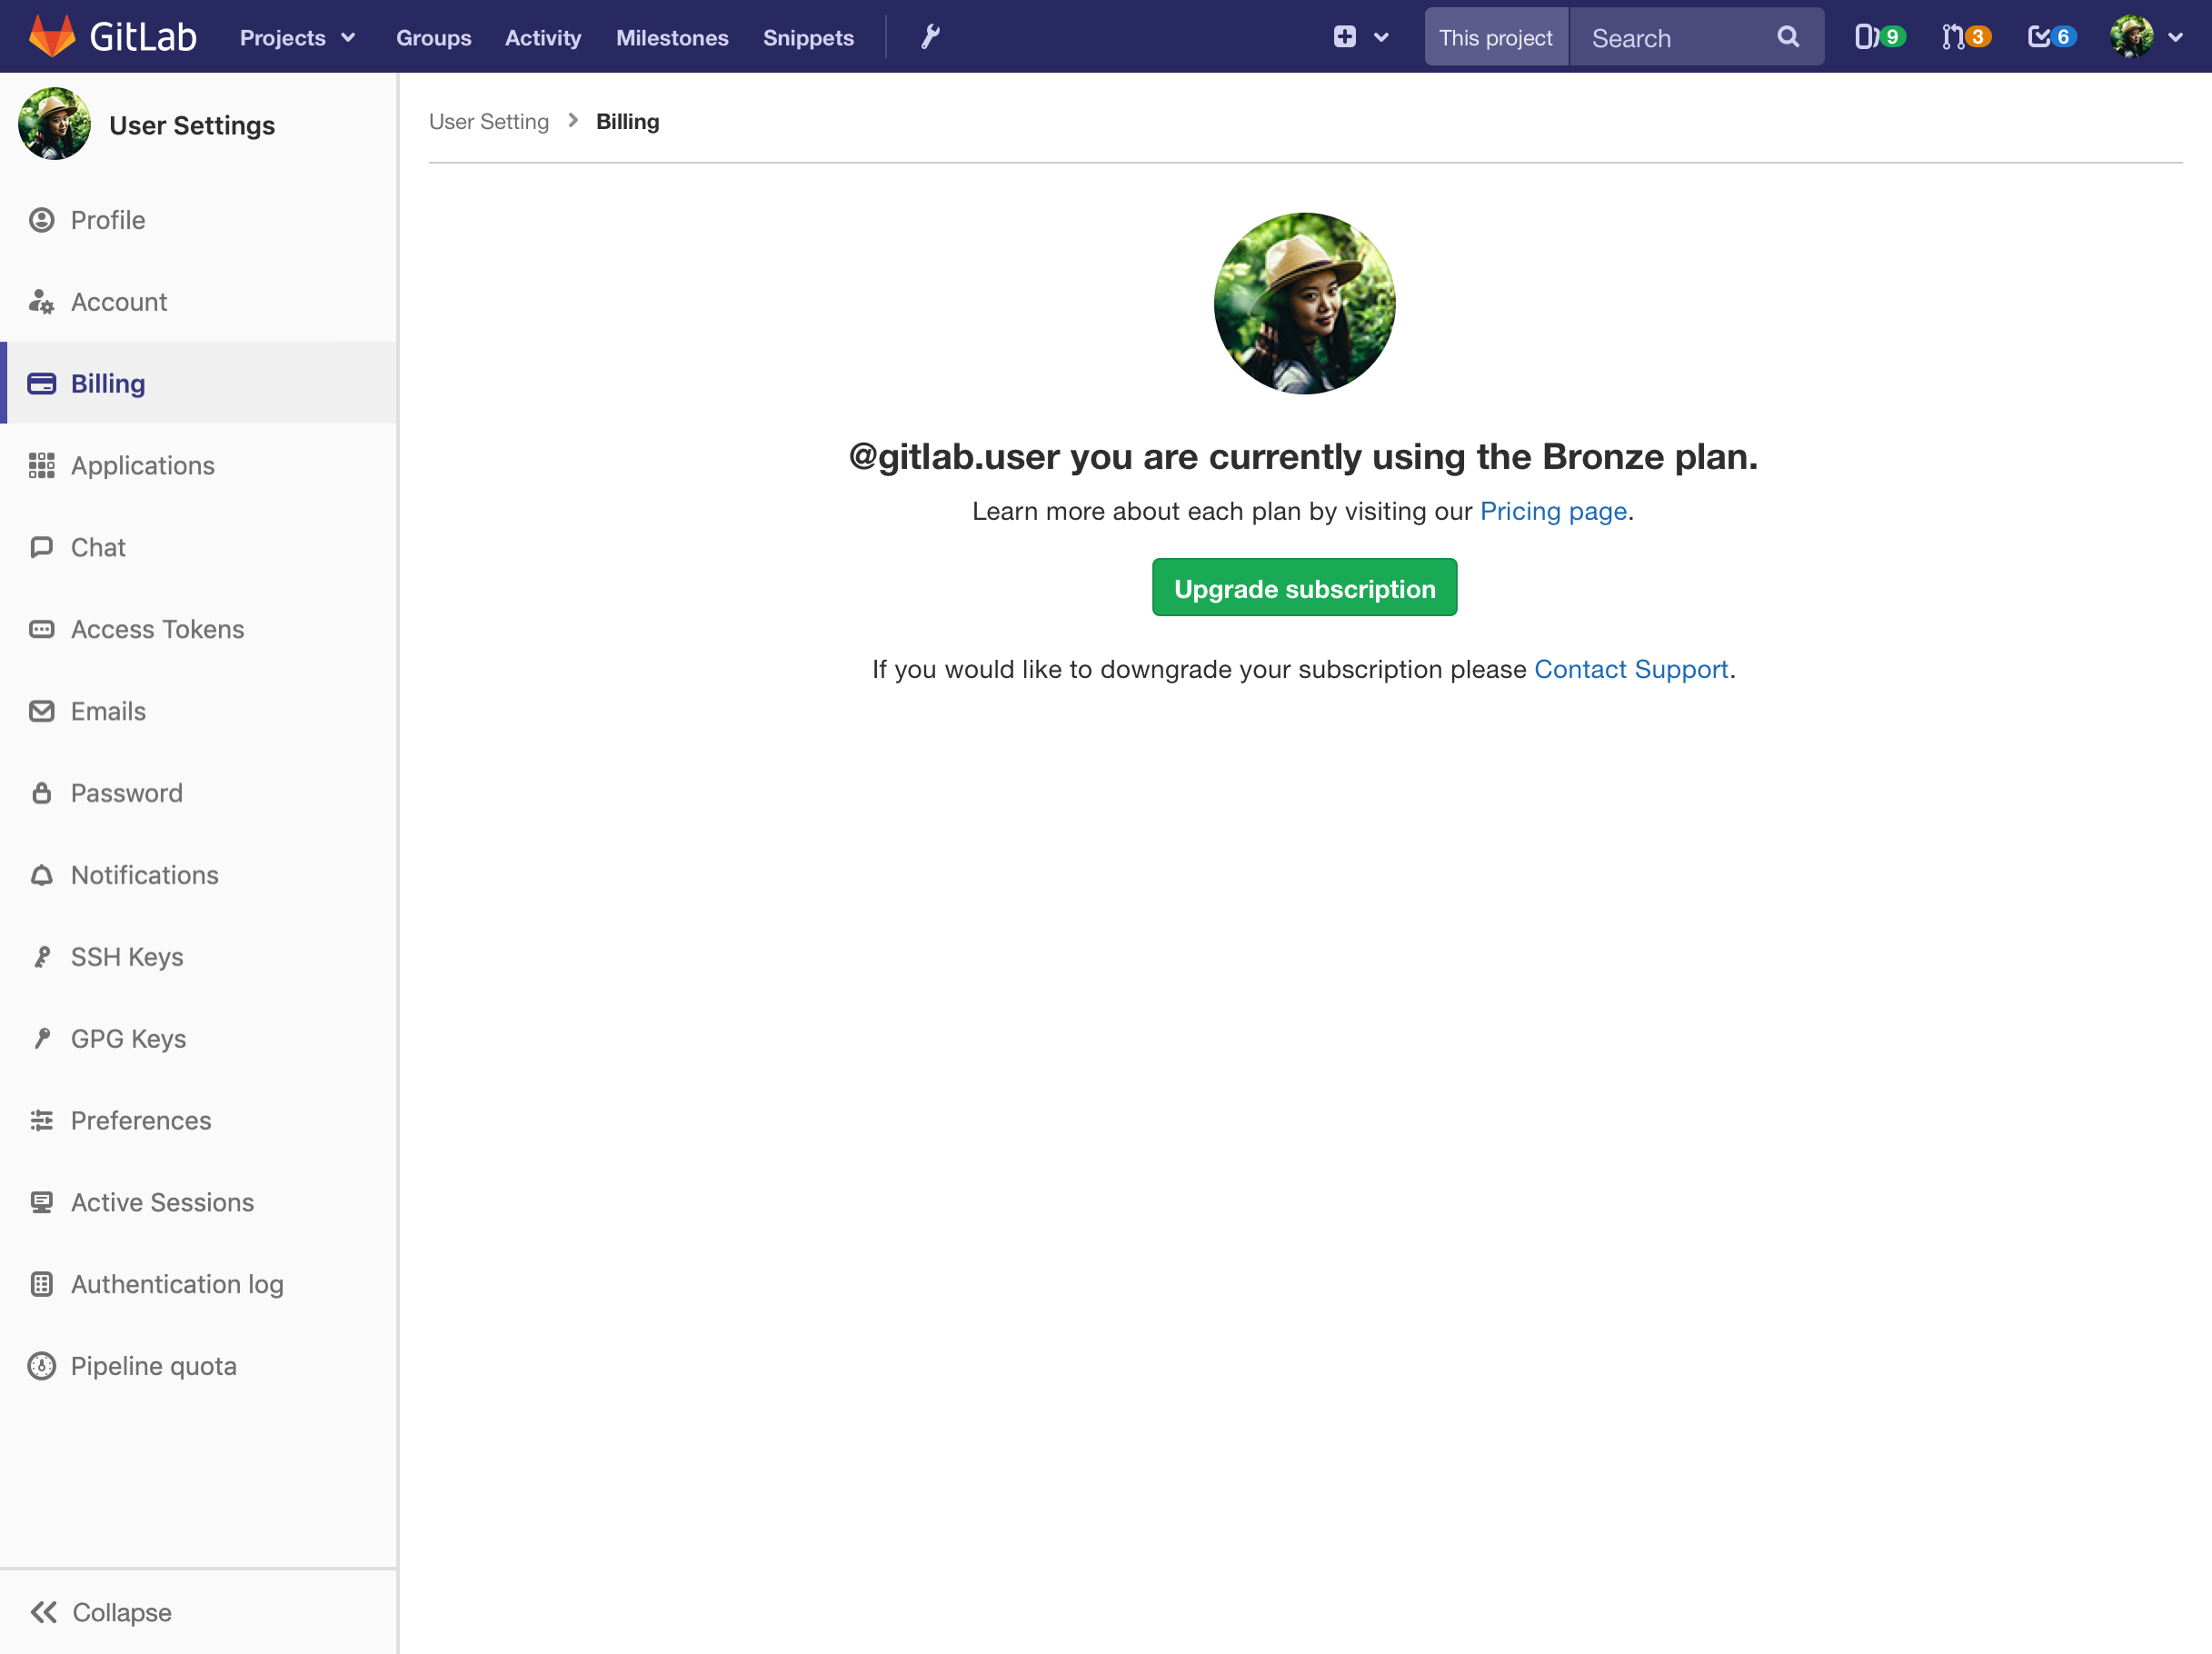 GitLab Projects Groups Activity Milestones Snippets This project Search 9 3 6
User Settings
Profile
Account
Billing
Applications
Chat
Access Tokens
Emails
Password
Notifications
SSH Keys
GPG Keys
Preferences
Active Sessions
Authentication log
Pipeline quota
Collapse
User Setting > Billing
@gitlab.user you are currently using the Bronze plan.
Learn more about each plan by visiting our Pricing page.
Upgrade subscription
If you would like to downgrade your subscription please Contact Support.